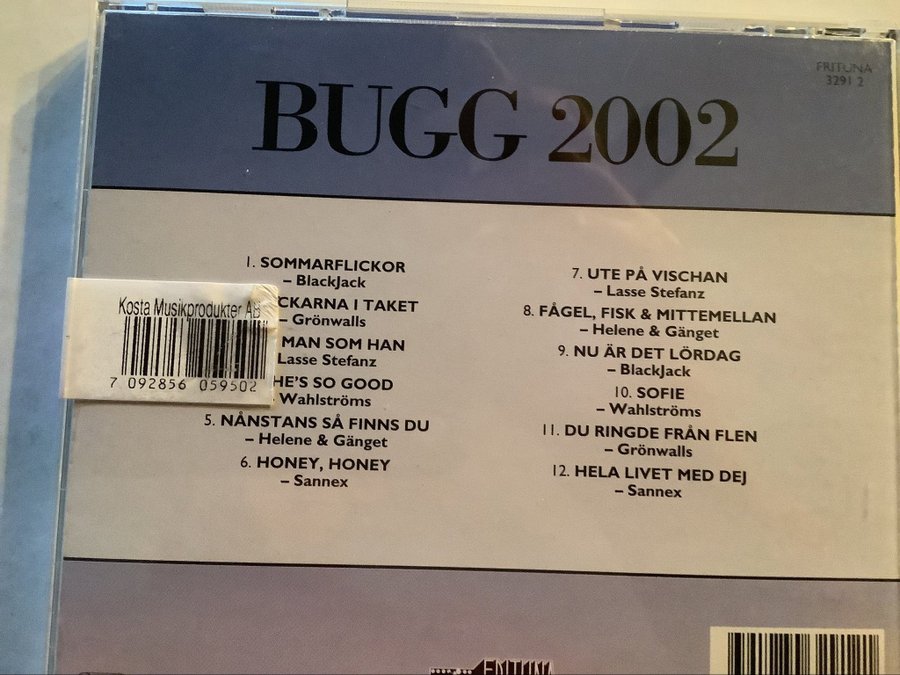 FRITUNA
3291 2
BUGG 2002
1. SOMMARFLICKOR
– BlackJack
CKARNA I TAKET
– Grönwalls
MAN SOM HAN
Lasse Stefanz
HE'S SO GOOD
Wahlströms
5. NÅNSTANS SÅ FINNS DU
– Helene & Gänget
6. HONEY, HONEY
– Sannex
Kosta Musikprodukter AB
7 092856 059502
7. UTE PÅ VISCHAN
– Lasse Stefanz
8. FÅGEL, FISK & MITTEMELLAN
– Helene & Gänget
9. NU ÄR DET LÖRDAG
– BlackJack
10. SOFIE
– Wahlströms
11. DU RINGDE FRÅN FLEN
– Grönwalls
12. HELA LIVET MED DEJ
– Sannex
FRITUNA